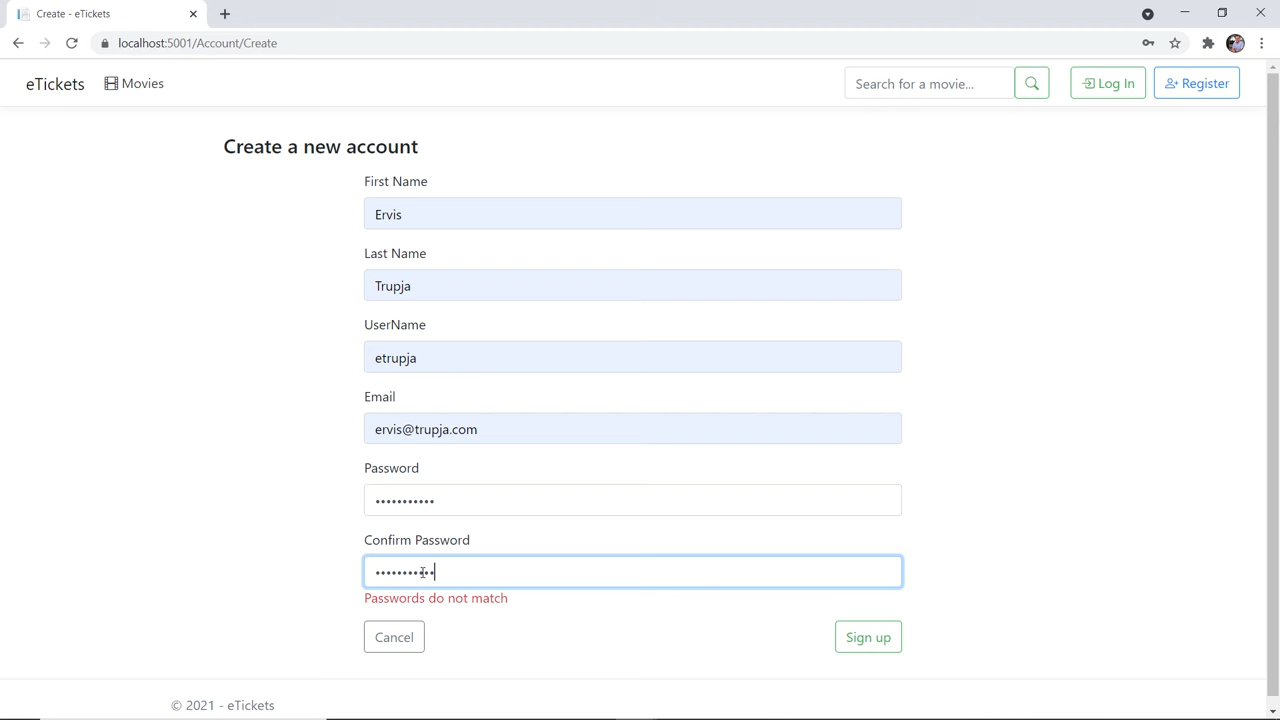 Create - eTickets
localhost:5001/Account/Create
eTickets Movies Search for a movie... Log In Register
Create a new account
First Name
Ervis
Last Name
Trupja
UserName
etrupja
Email
ervis@trupja.com
Password
•••••••••••
Confirm Password
•••••••••••
Passwords do not match
Cancel Sign up
© 2021 - eTickets